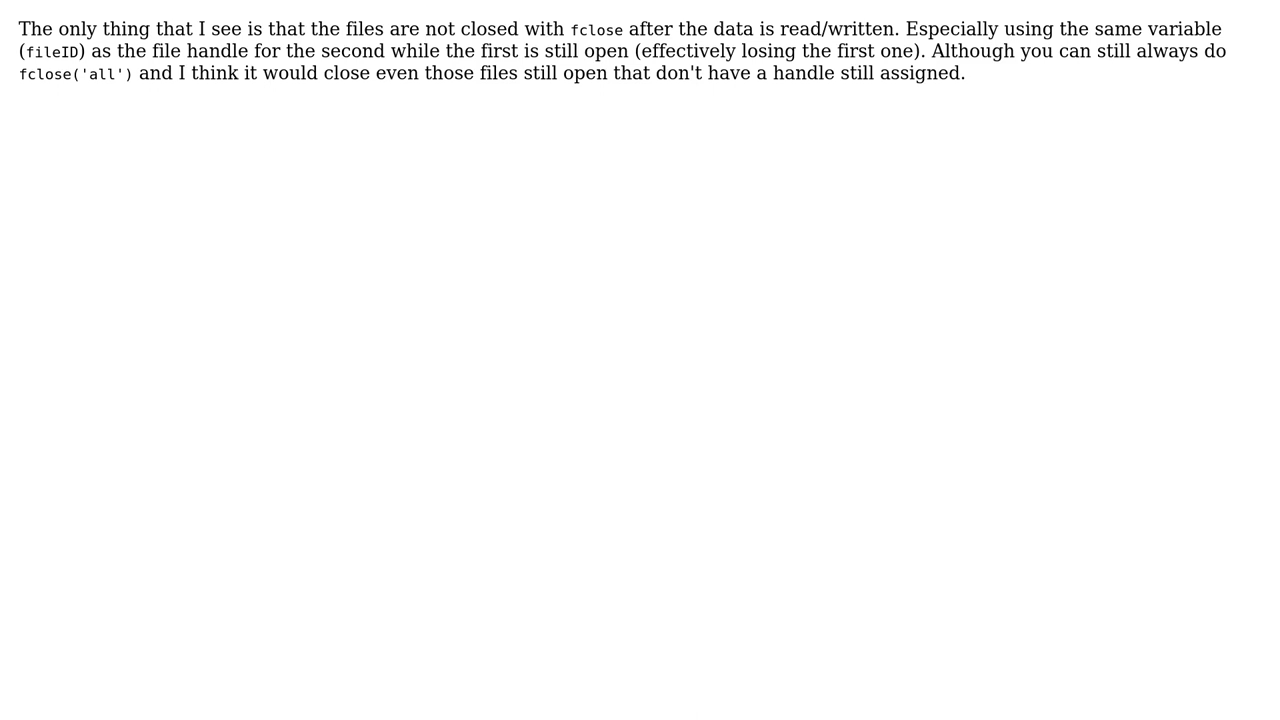 The only thing that I see is that the files are not closed with fclose after the data is read/written. Especially using the same variable
(fileID) as the file handle for the second while the first is still open (effectively losing the first one). Although you can still always do
fclose('all') and I think it would close even those files still open that don't have a handle still assigned.